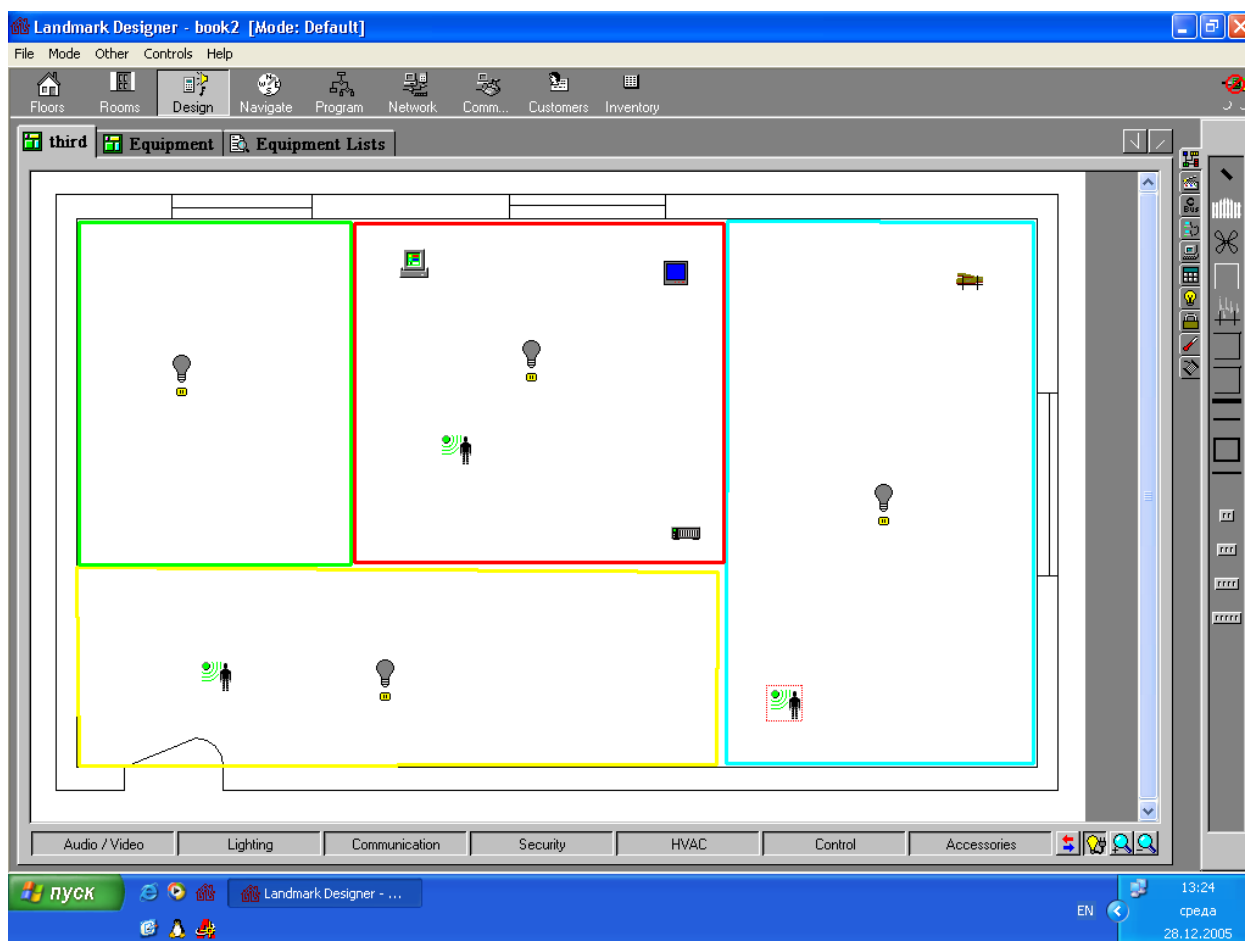 Landmark Designer - book2 [Mode: Default]
File Mode Other Controls Help
Floors Rooms Design Navigate Program Network Comm... Customers Inventory
third Equipment Equipment Lists
C Bus
Audio / Video Lighting Communication Security HVAC Control Accessories
пуск Landmark Designer - ...
EN
13:24
среда
28.12.2005